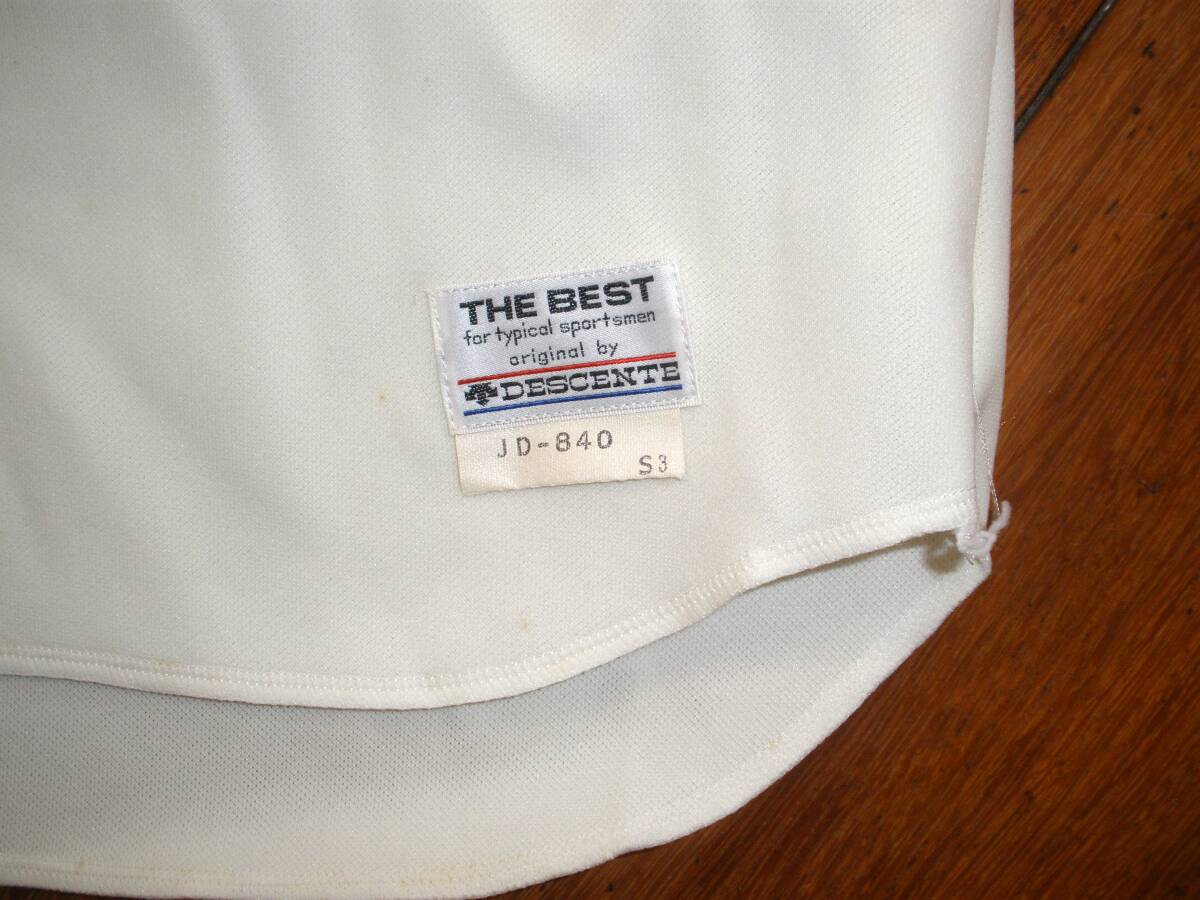 THE BEST
for typical sportsmen
original by
DESCENTE
JD-840
S3